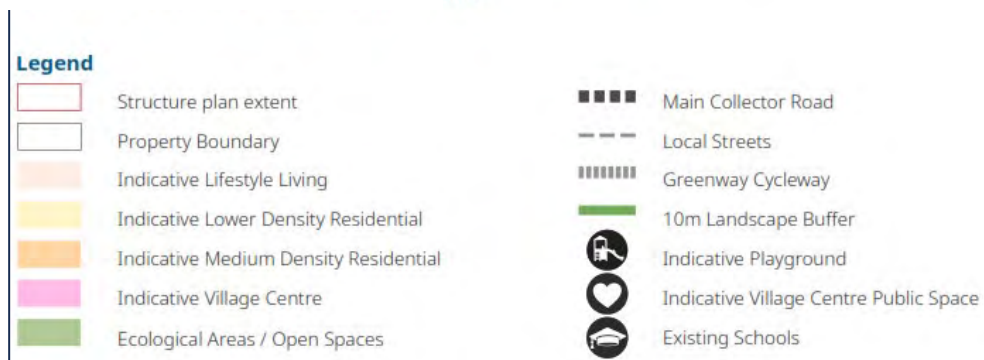 Legend
Structure plan extent
Property Boundary
Indicative Lifestyle Living
Indicative Lower Density Residential
Indicative Medium Density Residential
Indicative Village Centre
Ecological Areas / Open Spaces
Main Collector Road
Local Streets
Greenway Cycleway
10m Landscape Buffer
Indicative Playground
Indicative Village Centre Public Space
Existing Schools